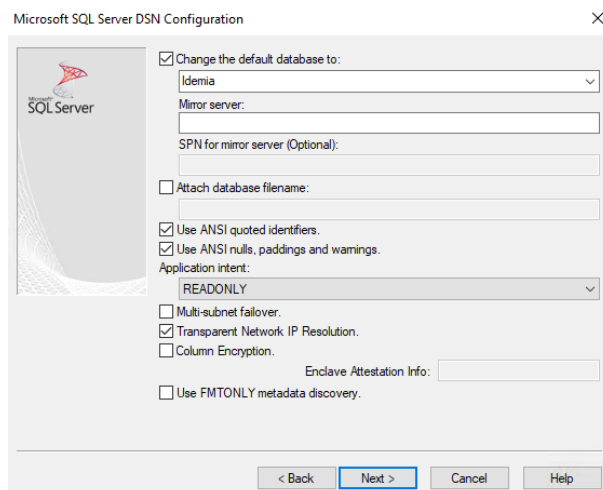 Microsoft SQL Server DSN Configuration
Change the default database to:
Idemia
Microsoft
SQL Server
Mirror server:
SPN for mirror server (Optional):
Attach database filename:
Use ANSI quoted identifiers.
Use ANSI nulls, paddings and warnings.
Application intent:
READONLY
Multi-subnet failover.
Transparent Network IP Resolution.
Column Encryption.
Enclave Attestation Info:
Use FMTONLY metadata discovery.
< Back Next > Cancel Help